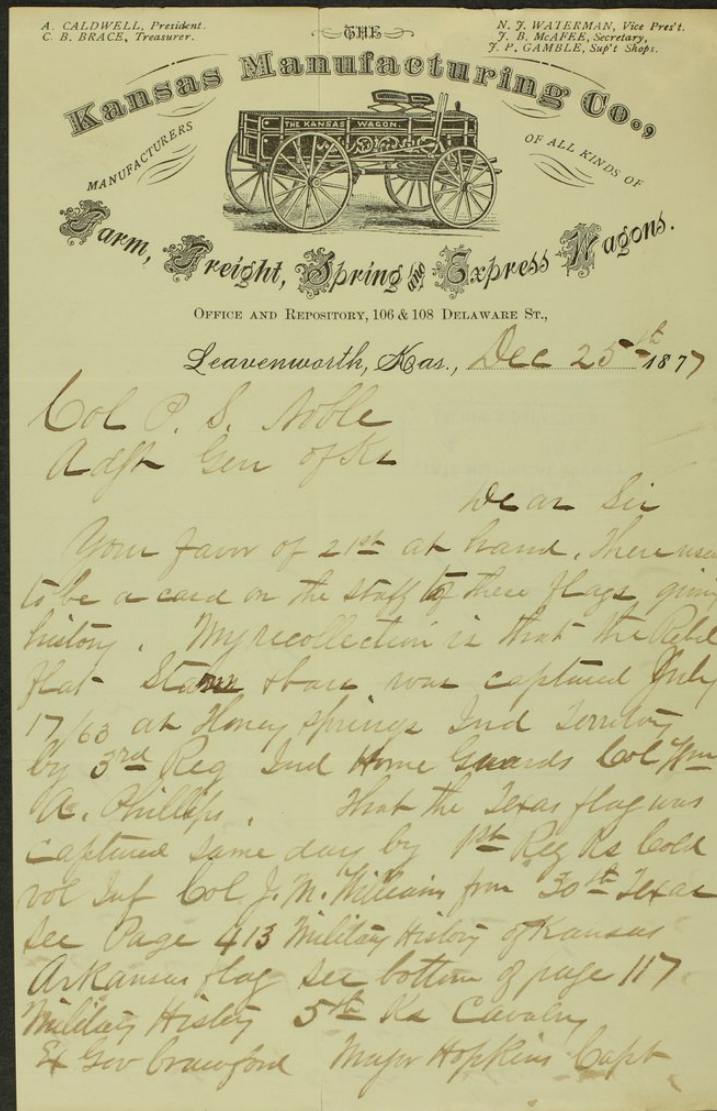 A. CALDWELL, President.
C. B. BRACE, Treasurer.
N. J. WATERMAN, Vice Pres't.
J. B. McAFEE, Secretary,
J. P. GAMBLE, Sup't Shops.
THE
Kansas Manufacturing Co.,
MANUFACTURERS OF ALL KINDS OF
THE KANSAS WAGON.
Farm, Freight, Spring AND Express Wagons.
OFFICE AND REPOSITORY, 106 & 108 DELAWARE ST.,
Leavenworth, Kas., Dec 25th 1877
Col P. S. Noble
Adjt Gen of Ks
Dear Sir
Your favor of 21st at hand. There used
to be a card on the staff of these flags giving
history. My recollection is that the Rebel
flat Stars & bars was captured July
17/63 at Honey springs Ind Territory
by 3rd Reg Ind Home Guards Col Wm
A. Phillips. That the Texas flag was
captured same day by 1st Reg Ks Cold
vol Inf Col J. M. Williams from 30th Texas
see Page 413 Military History of Kansas
Arkansas flag see bottom of page 117
Military History 5th Ks Cavalry
Ex Gov Crawford Major Hopkins Capt